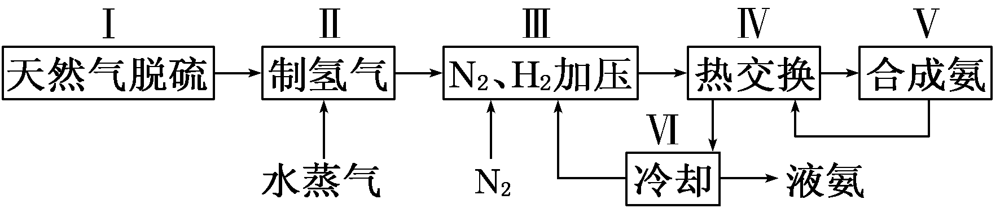 Ⅰ Ⅱ Ⅲ Ⅳ Ⅴ
天然气脱硫 制氢气 N₂、H₂加压 热交换 合成氨
Ⅵ
水蒸气 N₂ 冷却 液氨